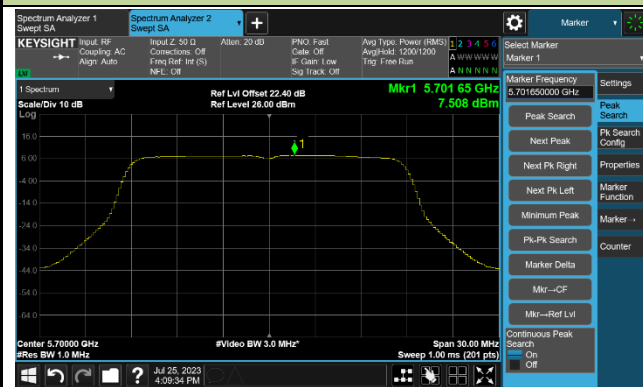 Spectrum Analyzer 1
Swept SA
Spectrum Analyzer 2
Swept SA
+
Marker
KEYSIGHT
Input: RF
Coupling: AC
Align: Auto
Input Z: 50 Ω
Corrections: Off
Freq Ref: Int (S)
NFE: Off
Atten: 20 dB
PNO: Fast
Gate: Off
IF Gain: Low
Sig Track: Off
Avg Type: Power (RMS)
Avg|Hold: 1200/1200
Trig: Free Run
1 2 3 4 5 6
A W W W W W
A N N N N N
LXI
Select Marker
Marker 1
1 Spectrum
Scale/Div 10 dB
Log
Ref Lvl Offset 22.40 dB
Ref Level 26.00 dBm
Mkr1 5.701 65 GHz
7.508 dBm
16.0
6.00
-4.00
-14.0
-24.0
-34.0
-44.0
-54.0
-64.0
1
Center 5.70000 GHz
#Res BW 1.0 MHz
#Video BW 3.0 MHz*
Span 30.00 MHz
Sweep 1.00 ms (201 pts)
Marker Frequency
5.701650000 GHz
Peak Search
Next Peak
Next Pk Right
Next Pk Left
Minimum Peak
Pk-Pk Search
Marker Delta
Mkr→CF
Mkr→Ref Lvl
Continuous Peak
Search
On
Off
Settings
Peak
Search
Pk Search
Config
Properties
Marker
Function
Marker→
Counter
?
Jul 25, 2023
4:09:34 PM